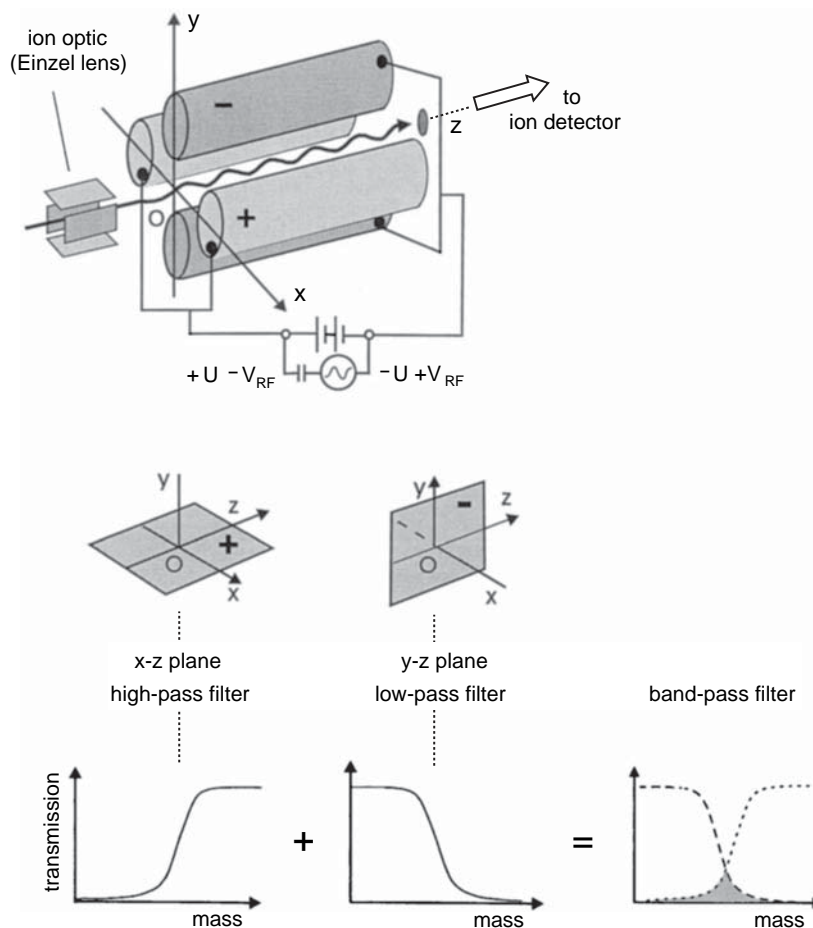 ion optic
(Einzel lens)
y
−
z
to
ion detector
O
+
x
+ U − V_RF
− U + V_RF
y
z
+
O
x
y
−
z
O
x
x-z plane
y-z plane
high-pass filter
low-pass filter
band-pass filter
transmission
+
=
mass
mass
mass